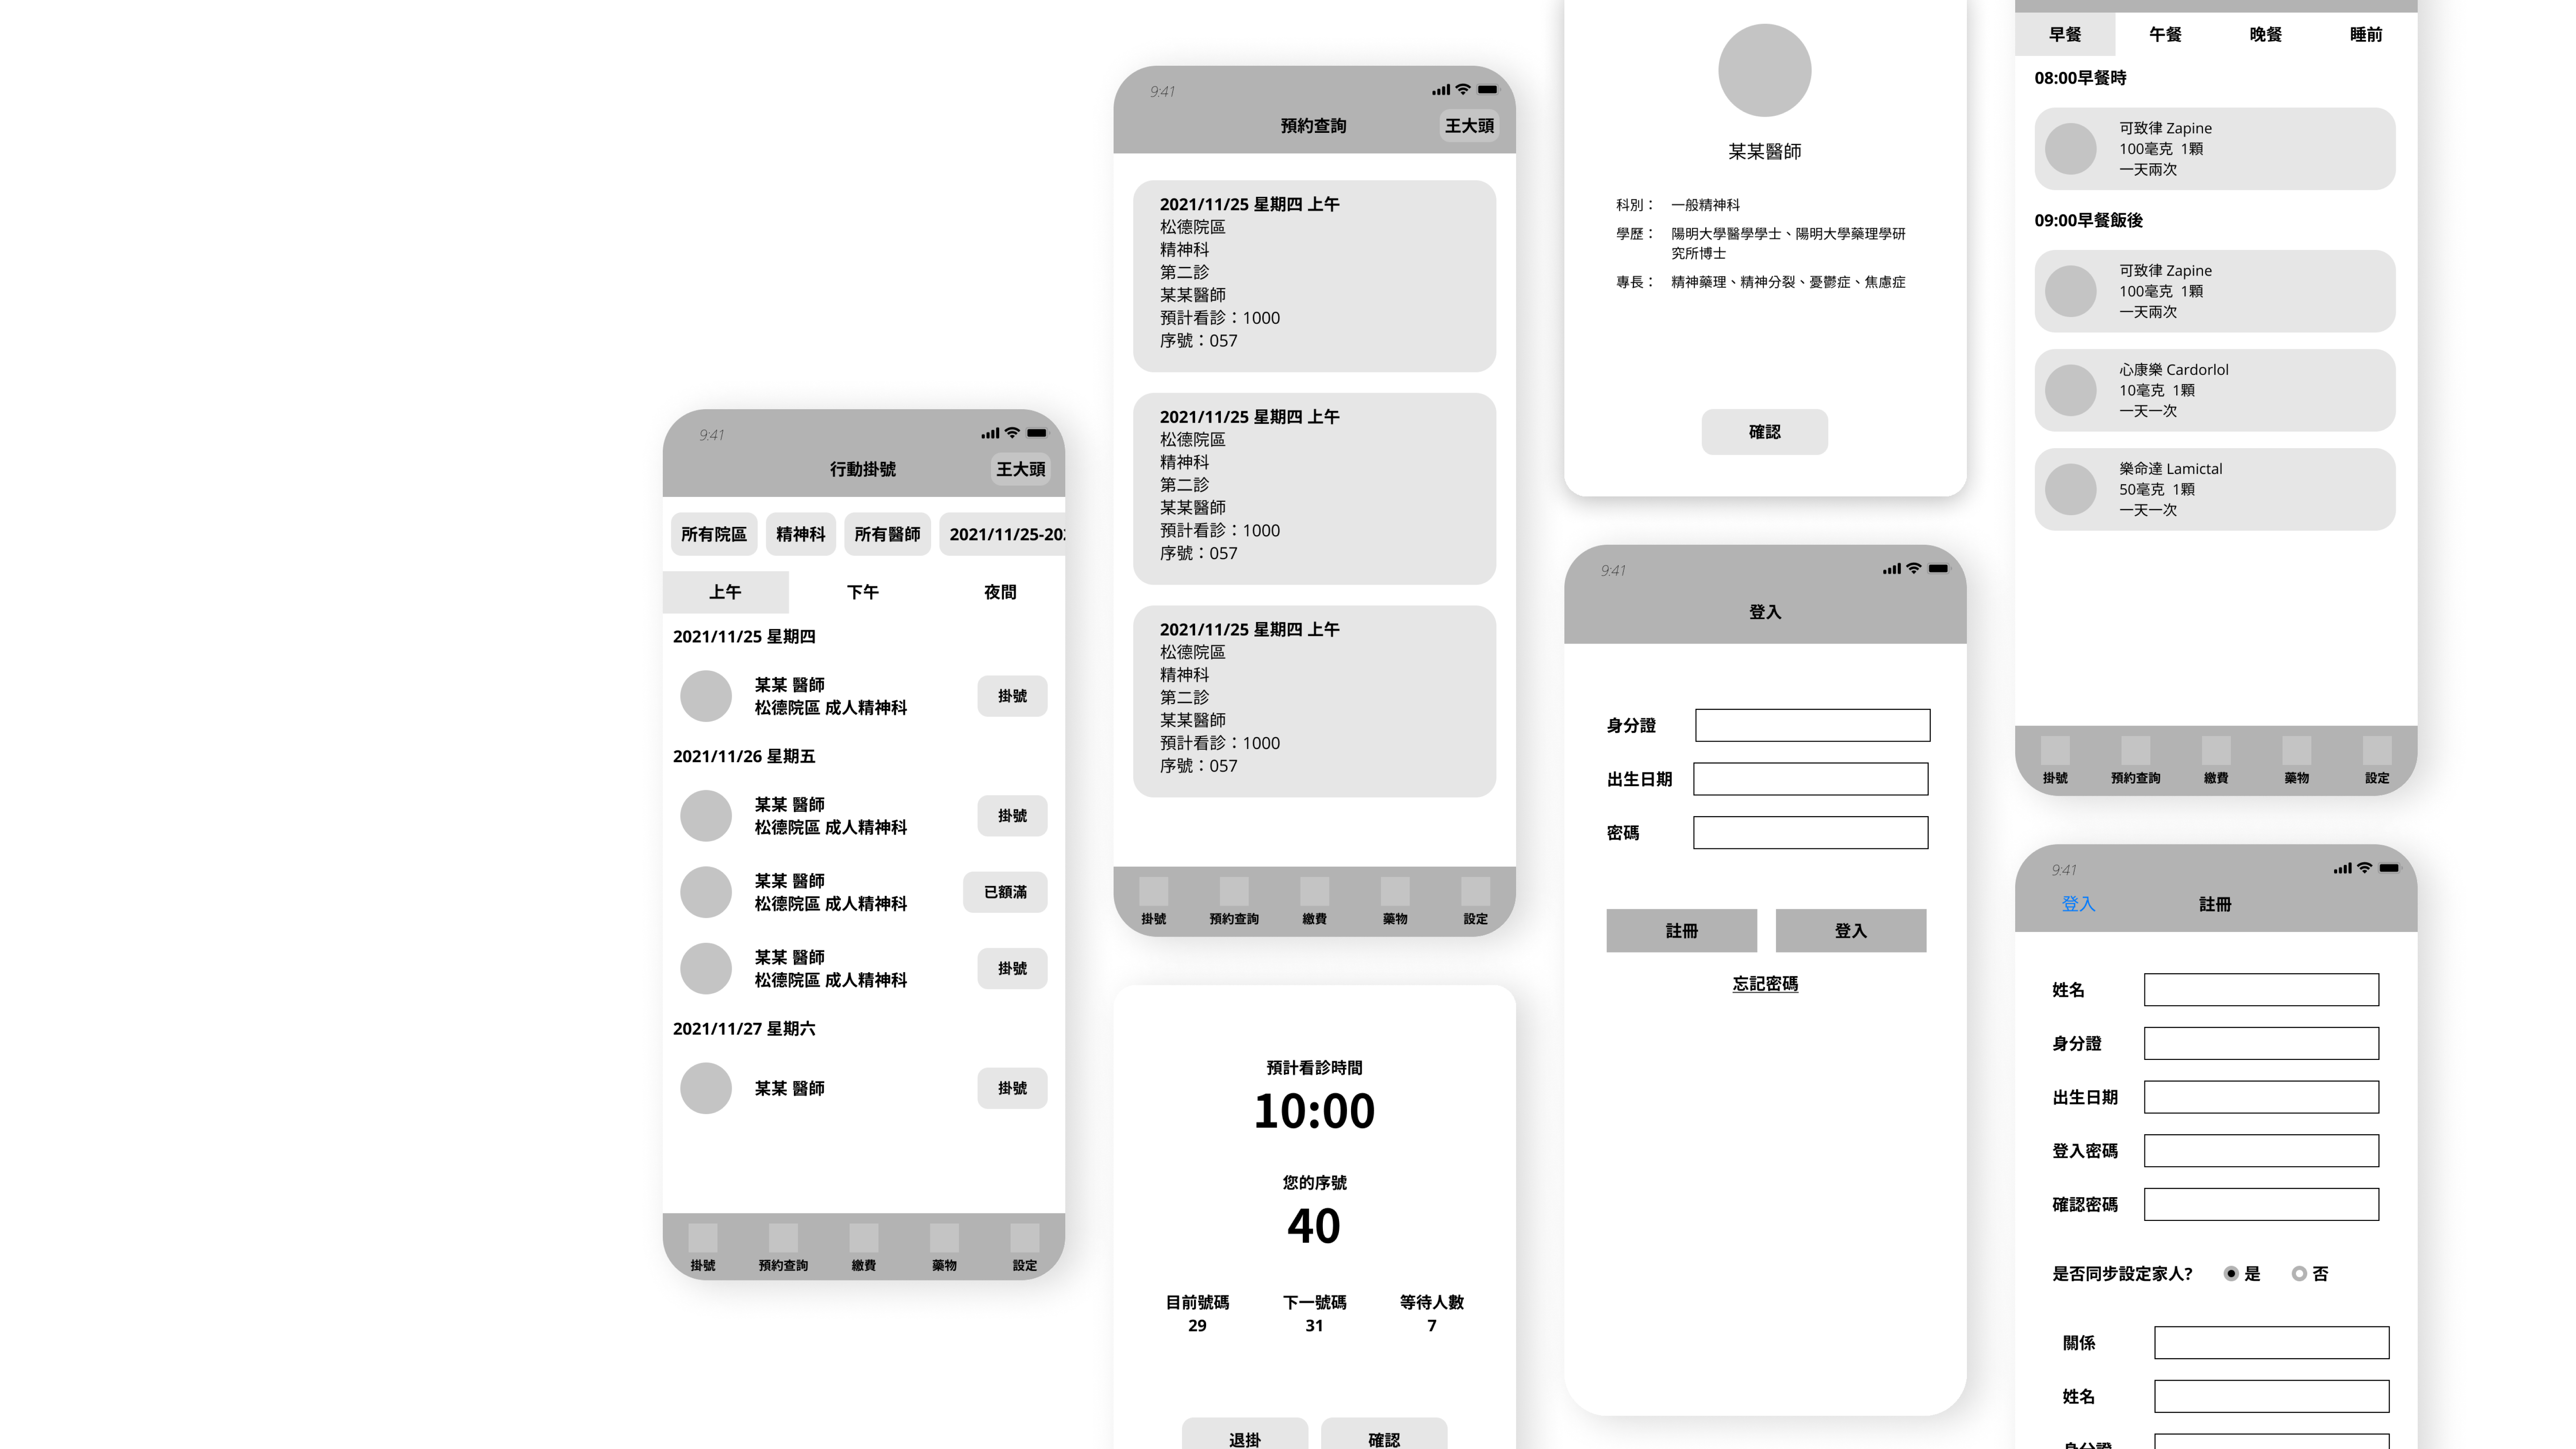 9:41
行動掛號
王大頭
所有院區 精神科 所有醫師 2021/11/25-202
上午 下午 夜間
2021/11/25 星期四
某某 醫師
松德院區 成人精神科
掛號
2021/11/26 星期五
某某 醫師
松德院區 成人精神科
掛號
某某 醫師
松德院區 成人精神科
已額滿
某某 醫師
松德院區 成人精神科
掛號
2021/11/27 星期六
某某 醫師
掛號
掛號 預約查詢 繳費 藥物 設定
9:41
預約查詢
王大頭
2021/11/25 星期四 上午
松德院區
精神科
第二診
某某醫師
預計看診：1000
序號：057
2021/11/25 星期四 上午
松德院區
精神科
第二診
某某醫師
預計看診：1000
序號：057
2021/11/25 星期四 上午
松德院區
精神科
第二診
某某醫師
預計看診：1000
序號：057
掛號 預約查詢 繳費 藥物 設定
預計看診時間
10:00
您的序號
40
目前號碼 下一號碼 等待人數
29 31 7
退掛 確認
某某醫師
科別： 一般精神科
學歷： 陽明大學醫學學士、陽明大學藥理學研
究所博士
專長： 精神藥理、精神分裂、憂鬱症、焦慮症
確認
9:41
登入
身分證
出生日期
密碼
註冊 登入
忘記密碼
早餐 午餐 晚餐 睡前
08:00早餐時
可致律 Zapine
100毫克 1顆
一天兩次
09:00早餐飯後
可致律 Zapine
100毫克 1顆
一天兩次
心康樂 Cardorlol
10毫克 1顆
一天一次
樂命達 Lamictal
50毫克 1顆
一天一次
掛號 預約查詢 繳費 藥物 設定
9:41
登入 註冊
姓名
身分證
出生日期
登入密碼
確認密碼
是否同步設定家人? 是 否
關係
姓名
身分證